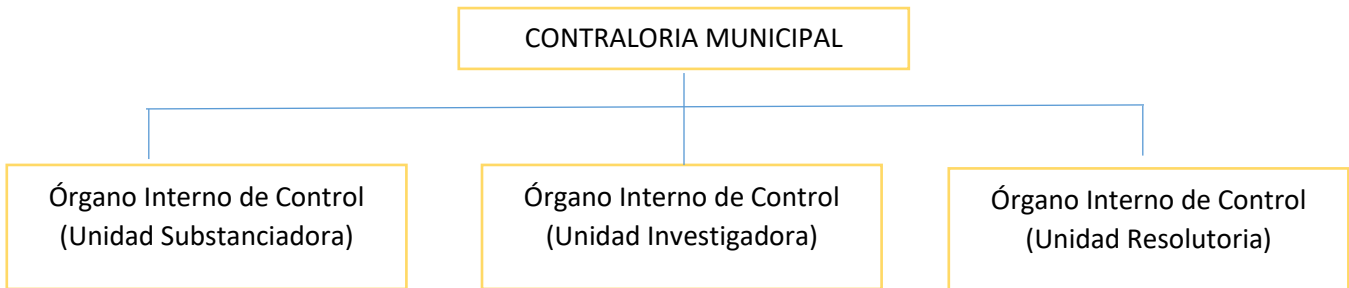 CONTRALORIA MUNICIPAL
Órgano Interno de Control
(Unidad Substanciadora)
Órgano Interno de Control
(Unidad Investigadora)
Órgano Interno de Control
(Unidad Resolutoria)